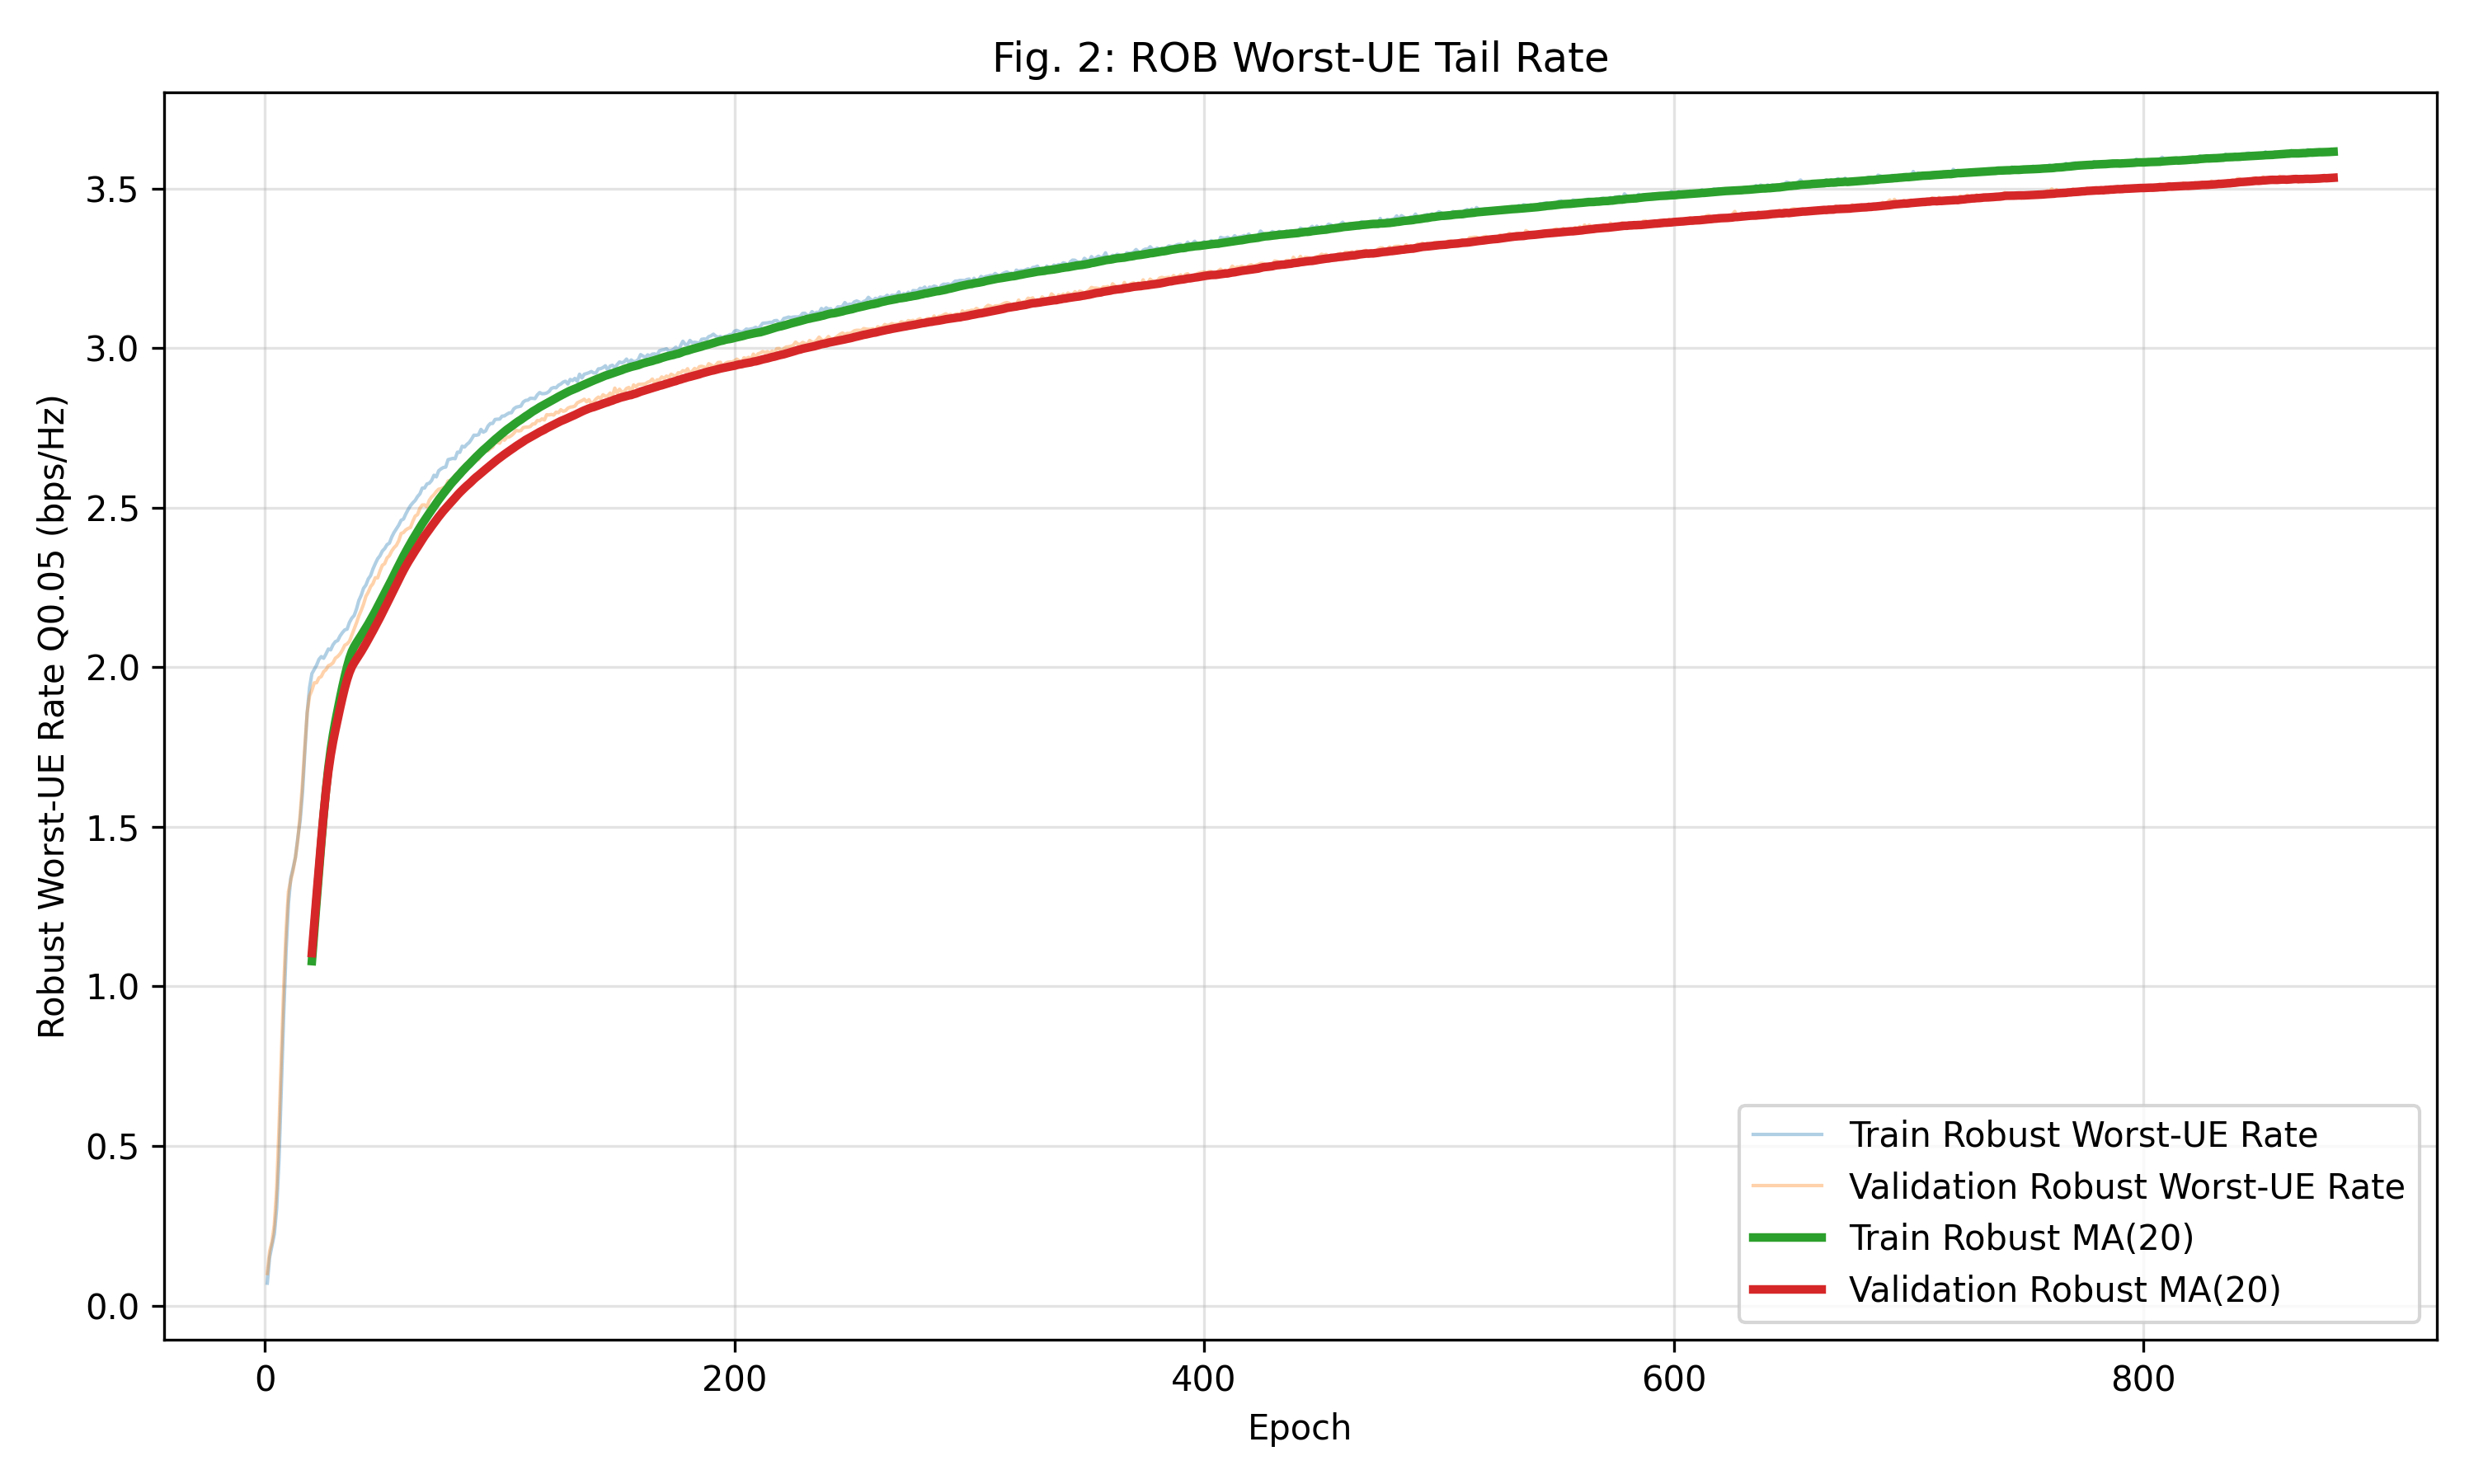 Fig. 2: ROB Worst-UE Tail Rate
Robust Worst-UE Rate Q0.05 (bps/Hz)
3.5
3.0
2.5
2.0
1.5
1.0
0.5
0.0
Train Robust Worst-UE Rate
Validation Robust Worst-UE Rate
Train Robust MA(20)
Validation Robust MA(20)
0 200 400 600 800
Epoch